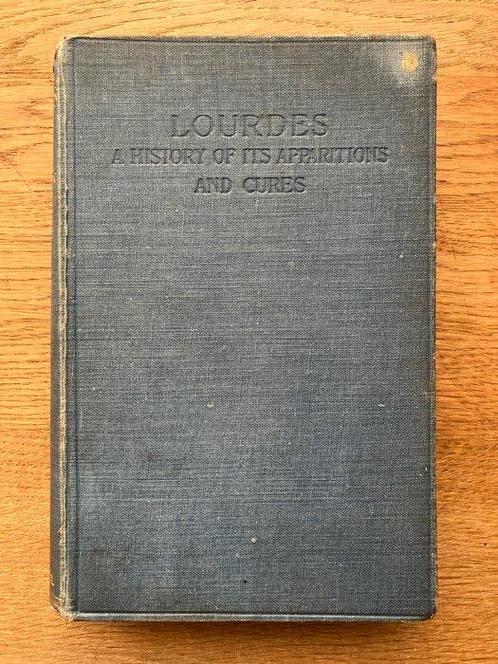 LOURDES
A HISTORY OF ITS APPARITIONS
AND CURES